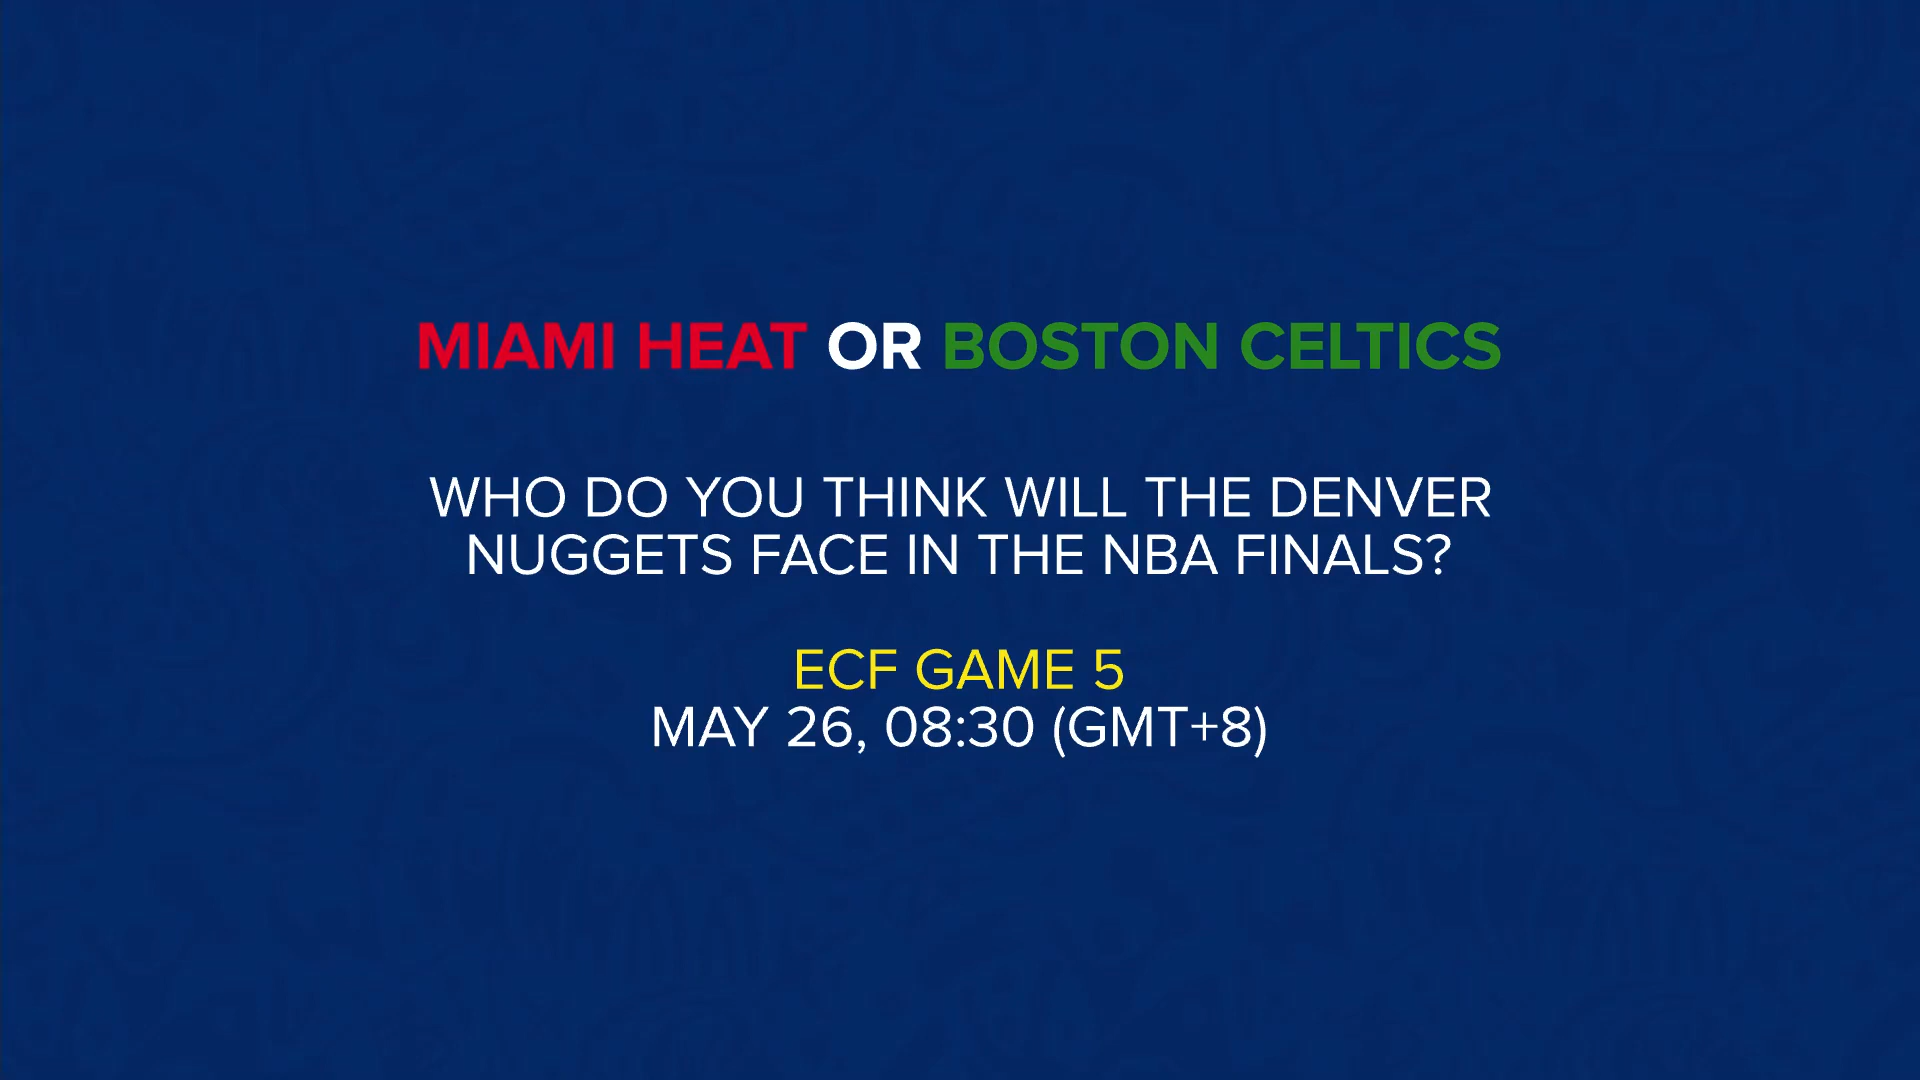 MIAMI HEAT OR BOSTON CELTICS
WHO DO YOU THINK WILL THE DENVER
NUGGETS FACE IN THE NBA FINALS?
ECF GAME 5
MAY 26, 08:30 (GMT+8)